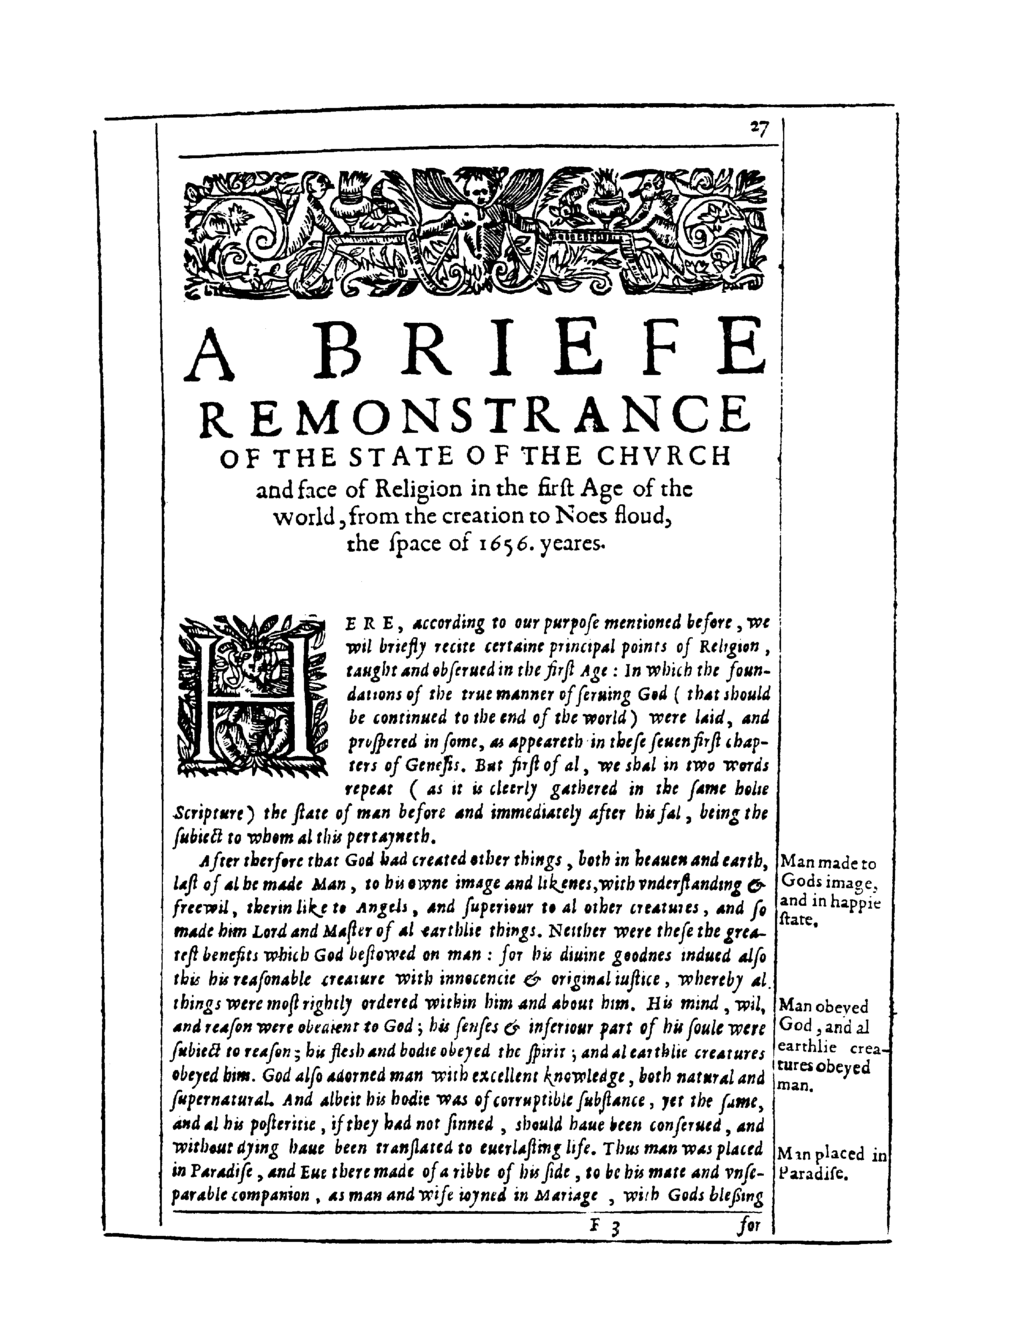 27
A BRIEFE
REMONSTRANCE
OF THE STATE OF THE CHVRCH
and face of Religion in the firſt Age of the
world, from the creation to Noes floud,
the ſpace of 1656. yeares.
HERE, according to our purpoſe mentioned before, we
wil briefly recite certaine principal points of Religion,
taught and obſerued in the firſt Age : In which the foun-
dations of the true manner of ſeruing God ( that should
be continued to the end of the world ) were laid, and
proſpered in ſome, as appeareth in theſe ſeuen firſt chap-
ters of Geneſis. But firſt of al, we shal in two words
repeat ( as it is cleerly gathered in the ſame holie
Scripture ) the ſtate of man before and immediately after his fal, being the
ſubiect to whom al this pertayneth.
After therfore that God had created other things, both in heauen and earth,
laſt of al he made Man, to his owne image and likenes, with vnderſtanding &
freewil, therin like to Angels, and ſuperiour to al other creatures, and ſo
made him Lord and Maſter of al earthlie things. Neither were theſe the grea-
teſt benefits which God beſtowed on man : for his diuine goodnes indued alſo
this his reaſonable creature with innocencie & original iuſtice, whereby al
things were moſt rightly ordered within him and about him. His mind, wil,
and reaſon were obedient to God ; his ſenſes & inferiour part of his ſoule were
ſubiect to reaſon ; his flesh and bodie obeyed the ſpirit ; and al earthlie creatures
obeyed him. God alſo adorned man with excellent knowledge, both natural and
ſupernatural. And albeit his bodie was of corruptible ſubſtance, yet the ſame,
and al his poſteritie, if they had not ſinned, should haue been conſerued, and
without dying haue been tranſlated to euerlaſting life. Thus man was placed
in Paradiſe, and Eue there made of a ribbe of his ſide, to be his mate and vnſe-
parable companion, as man and wife ioyned in Mariage, with Gods bleſsing
F 3 for
Man made to
Gods image,
and in happie
ſtate.
Man obeyed
God, and al
earthlie crea-
tures obeyed
man.
Man placed in
Paradiſe.